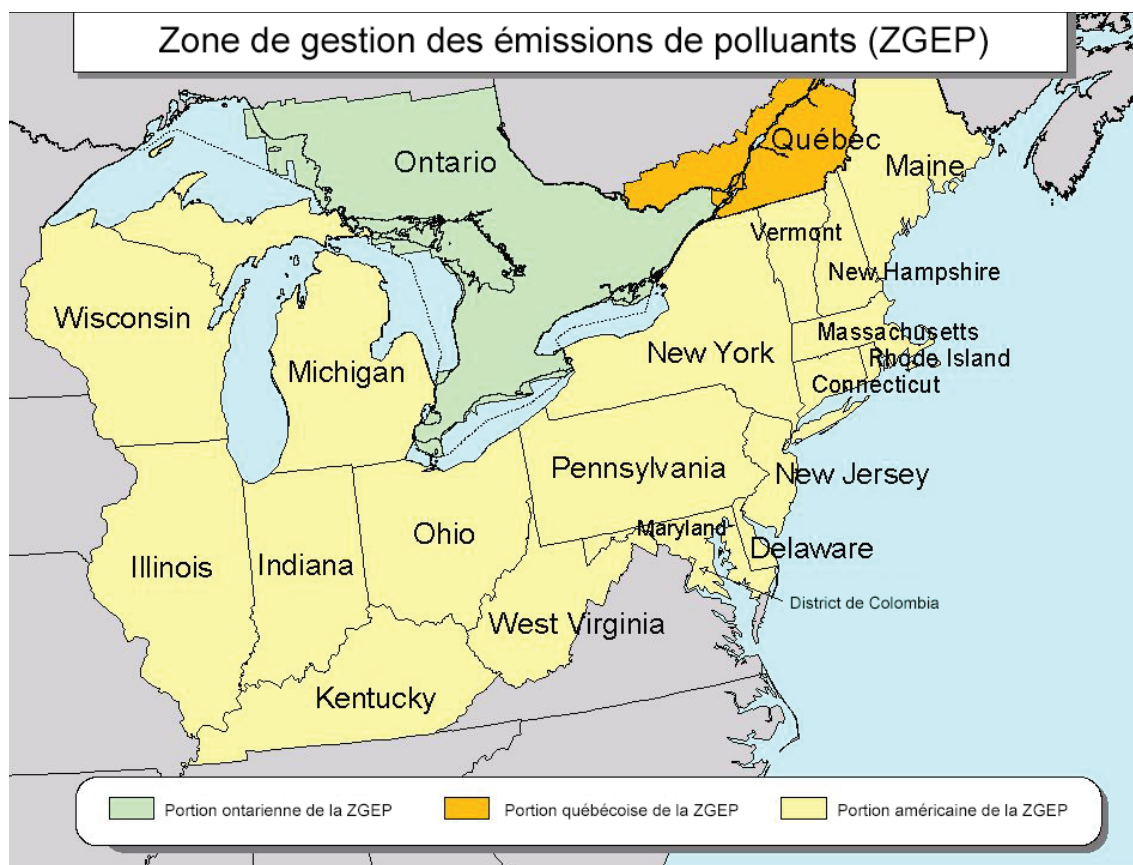 Zone de gestion des émissions de polluants (ZGEP)
Québec
Ontario
Maine
Vermont
New Hampshire
Wisconsin
Massachusetts
New York
Rhode Island
Michigan
Connecticut
Pennsylvania
New Jersey
Maryland
Ohio
Delaware
Illinois
Indiana
District de Colombia
West Virginia
Kentucky
Portion ontarienne de la ZGEP
Portion québécoise de la ZGEP
Portion américaine de la ZGEP